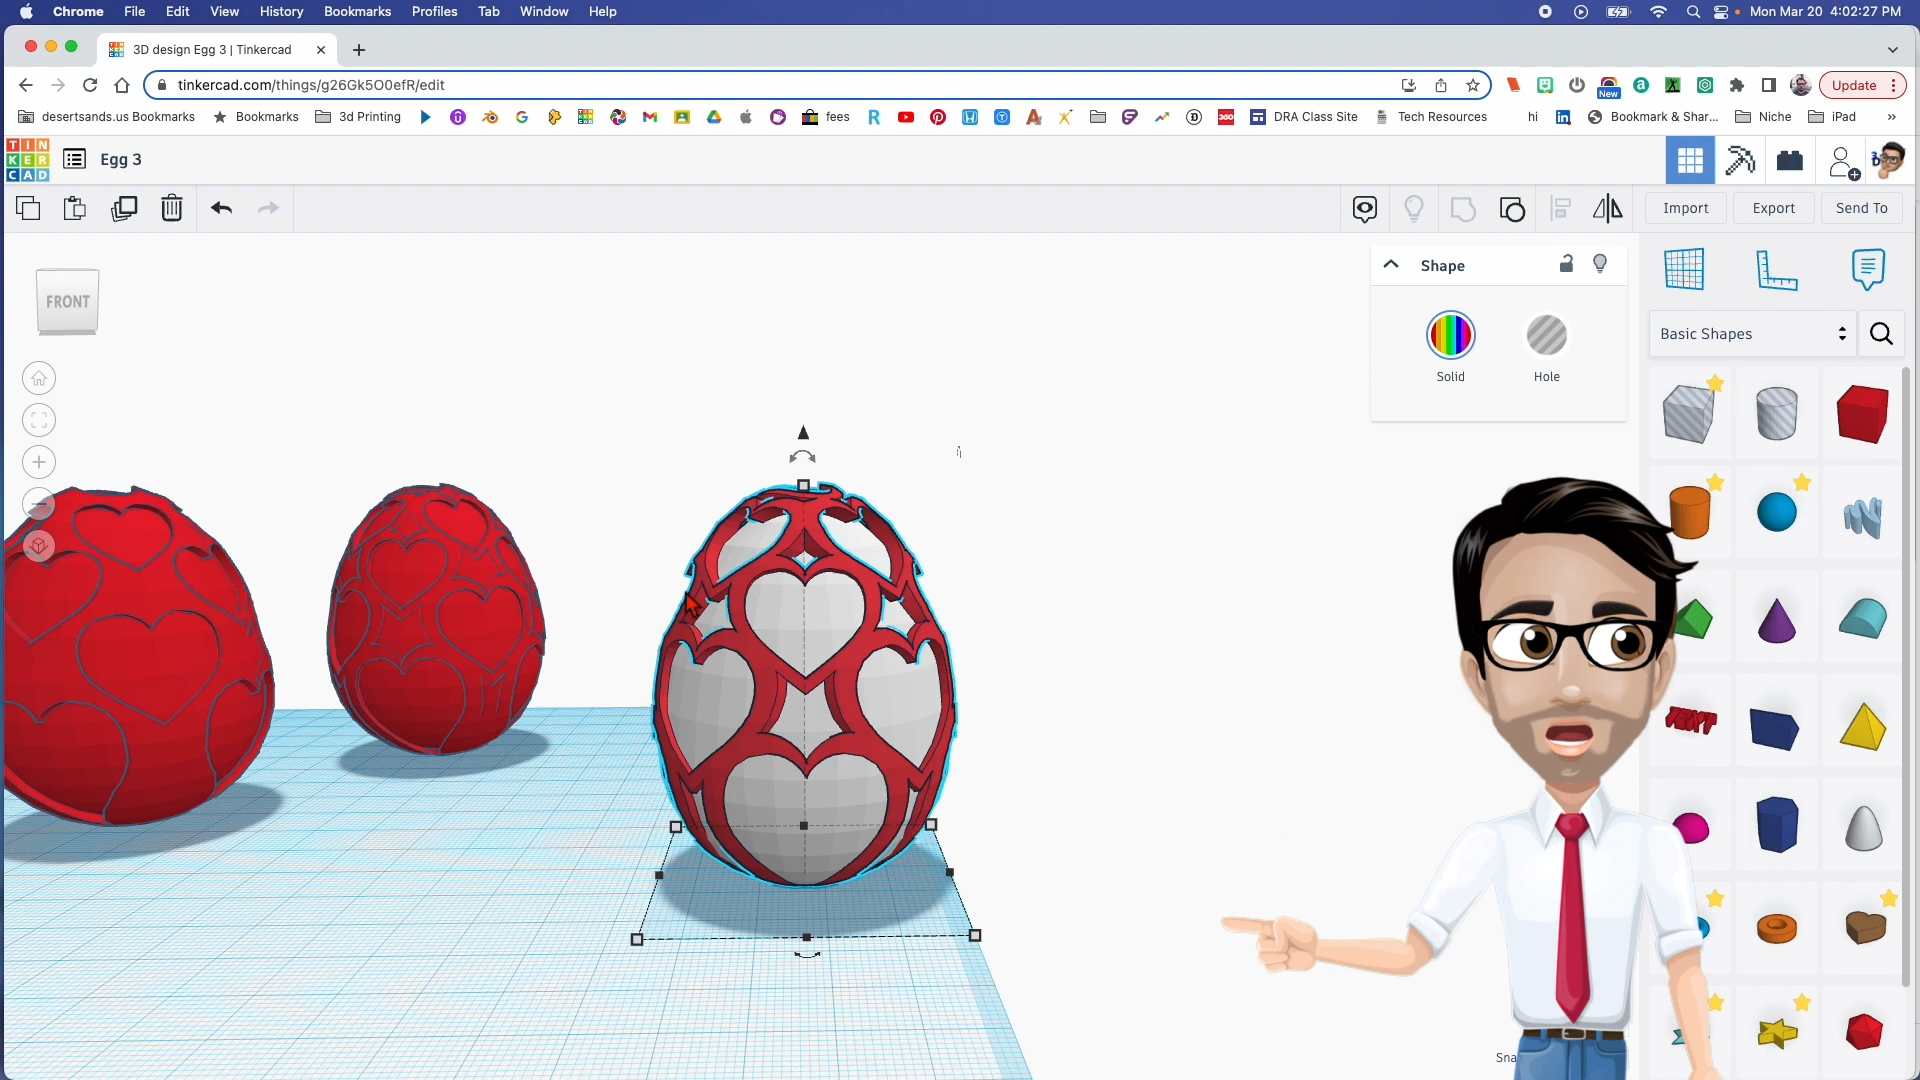 Chrome File Edit View History Bookmarks Profiles Tab Window Help Mon Mar 20 4:02:27 PM
3D design Egg 3 | Tinkercad
tinkercad.com/things/g26Gk5O0efR/edit Update
New
desertsands.us Bookmarks Bookmarks 3d Printing fees DRA Class Site Tech Resources hi Bookmark & Shar... Niche iPad »
TIN
KER
CAD
Egg 3
Import Export Send To
FRONT
Shape
Solid Hole
Basic Shapes
TEXT
Sna